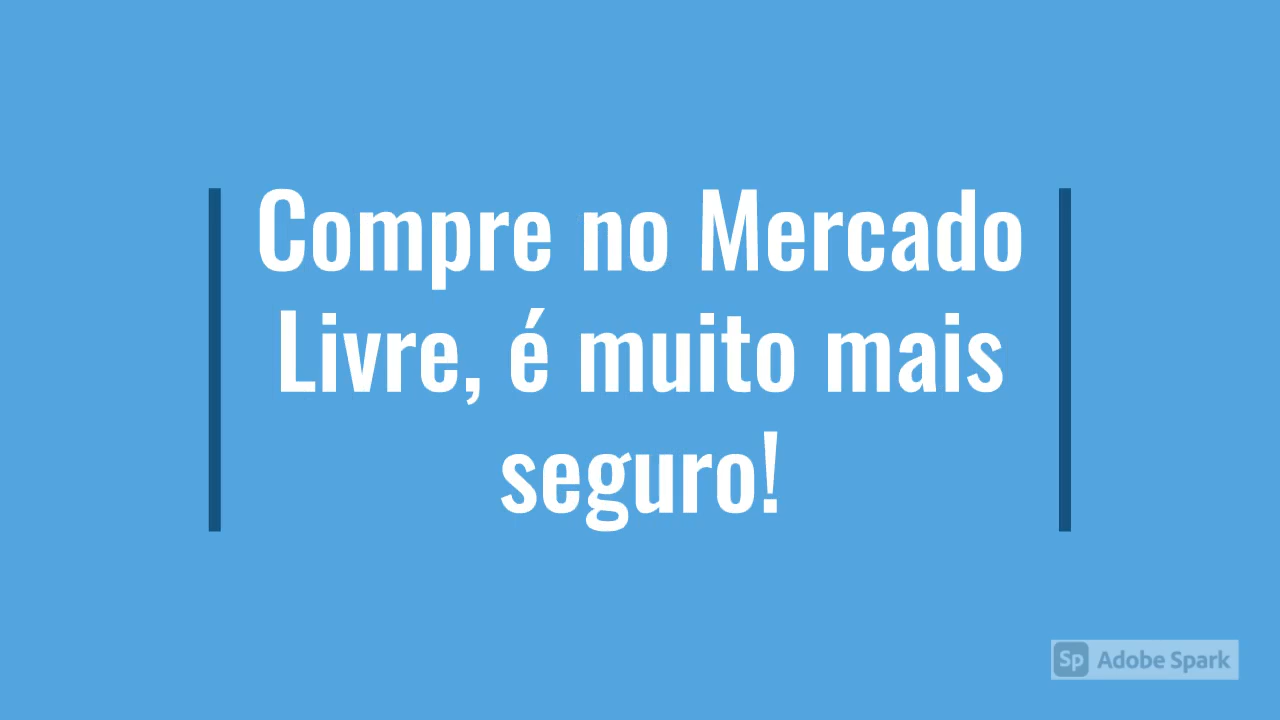 Compre no Mercado
Livre, é muito mais
seguro!
Sp Adobe Spark